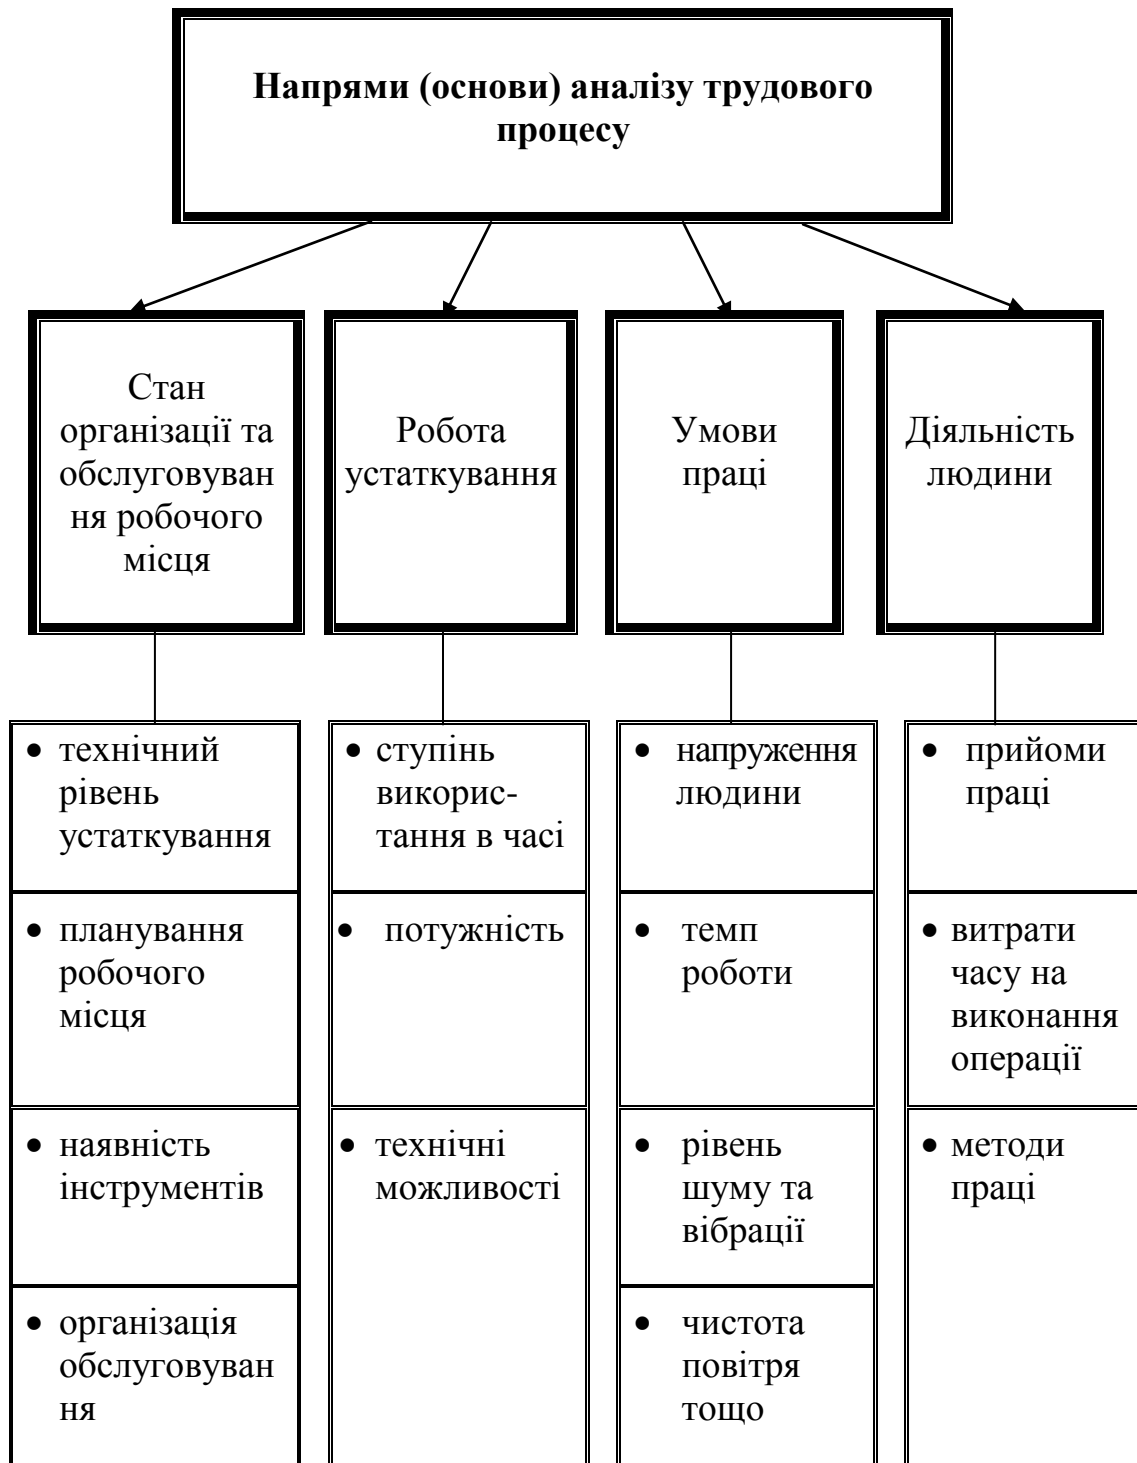 Напрями (основи) аналізу трудового
процесу
Стан
організації та
обслуговуван
ня робочого
місця
Робота
устаткування
Умови
праці
Діяльність
людини
• технічний
рівень
устаткування
• планування
робочого
місця
• наявність
інструментів
• організація
обслуговуван
ня
• ступінь
викорис-
тання в часі
• потужність
• технічні
можливості
• напруження
людини
• темп
роботи
• рівень
шуму та
вібрації
• чистота
повітря
тощо
• прийоми
праці
• витрати
часу на
виконання
операції
• методи
праці